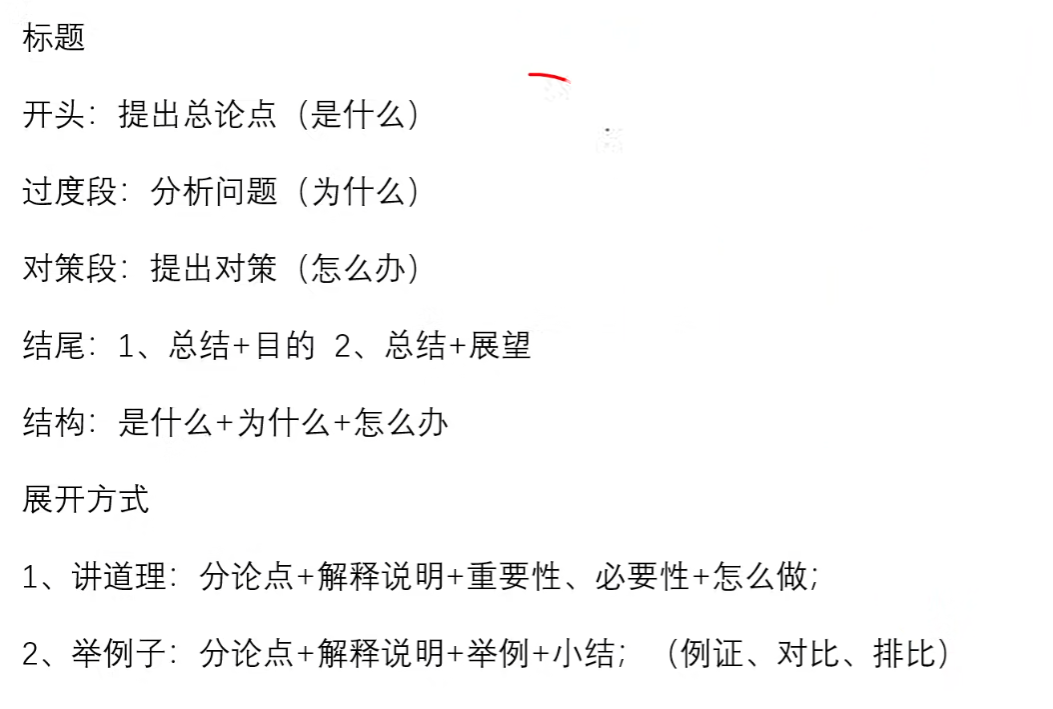 标题
开头：提出总论点（是什么）
过度段：分析问题（为什么）
对策段：提出对策（怎么办）
结尾：1、总结+目的 2、总结+展望
结构：是什么+为什么+怎么办
展开方式
1、讲道理：分论点+解释说明+重要性、必要性+怎么做；
2、举例子：分论点+解释说明+举例+小结；（例证、对比、排比）